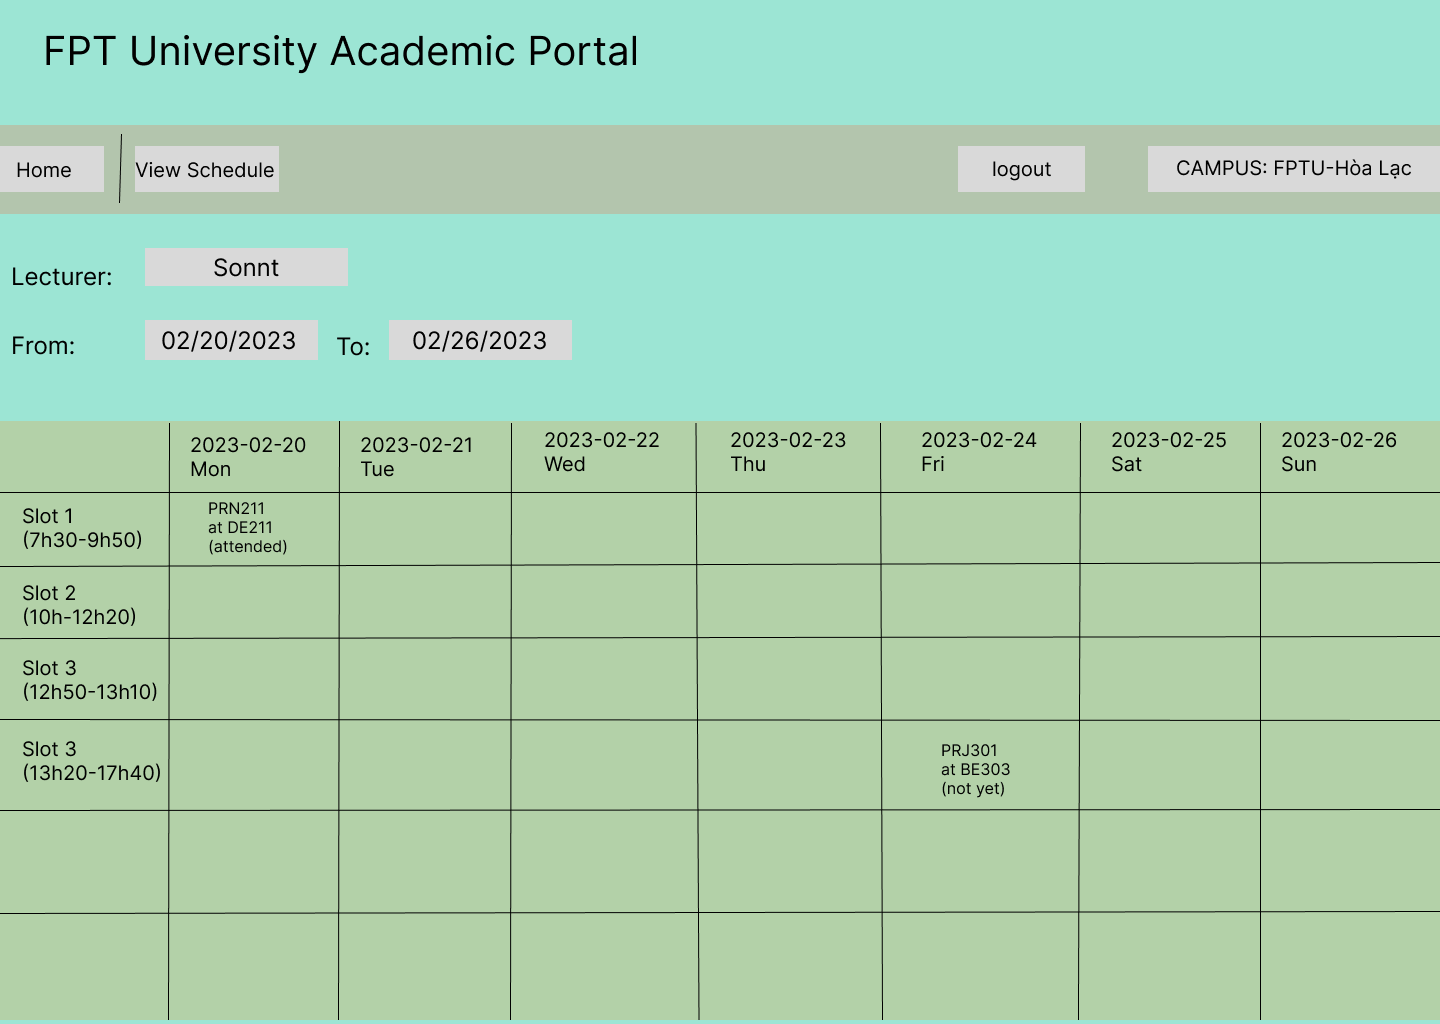 FPT University Academic Portal
Home
View Schedule
logout
CAMPUS: FPTU-Hòa Lạc
Lecturer:
Sonnt
From:
02/20/2023
To:
02/26/2023
2023-02-20
Mon
2023-02-21
Tue
2023-02-22
Wed
2023-02-23
Thu
2023-02-24
Fri
2023-02-25
Sat
2023-02-26
Sun
Slot 1
(7h30-9h50)
PRN211
at DE211
(attended)
Slot 2
(10h-12h20)
Slot 3
(12h50-13h10)
Slot 3
(13h20-17h40)
PRJ301
at BE303
(not yet)